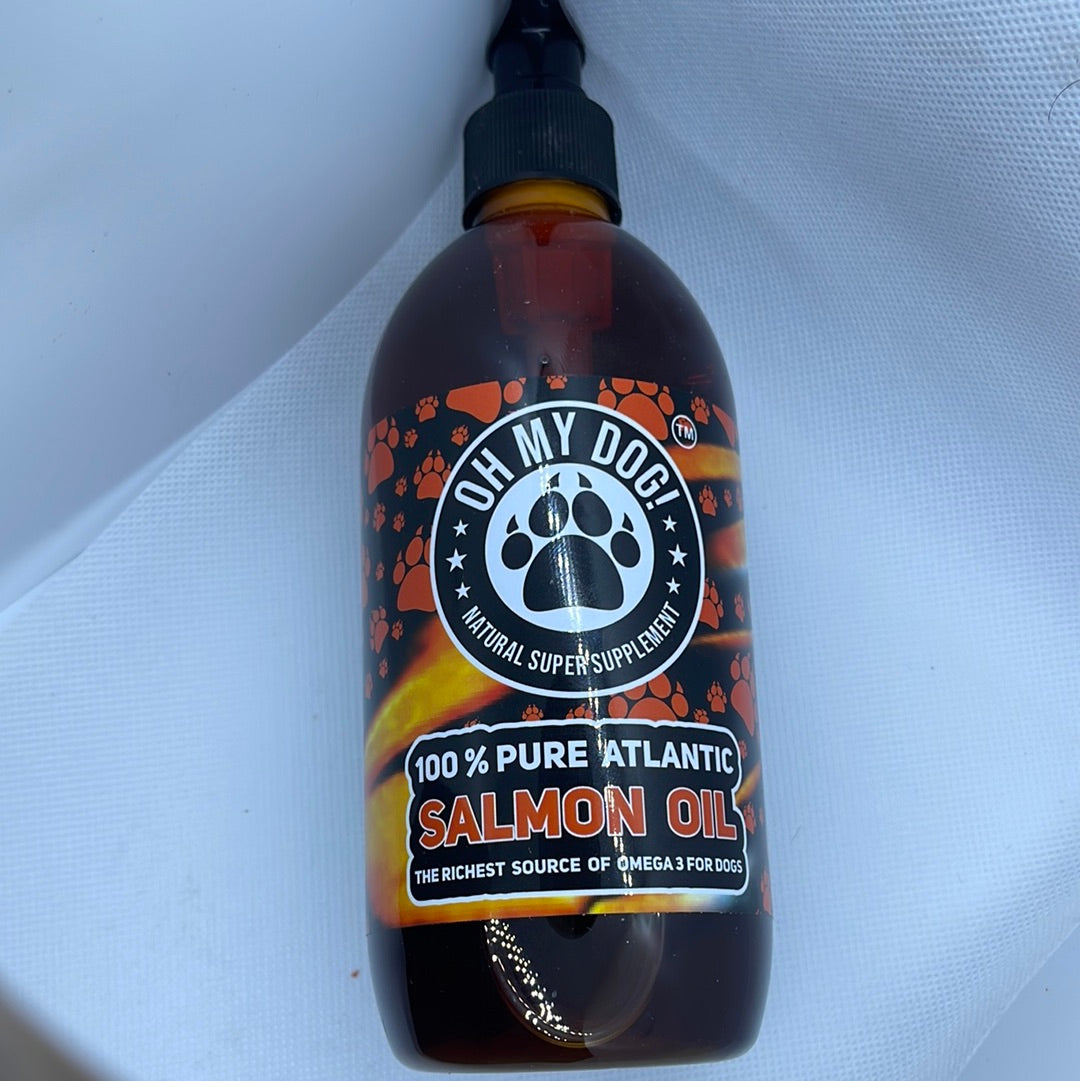 TM
OH MY DOG!
NATURAL SUPER SUPPLEMENT
100 % PURE ATLANTIC
SALMON OIL
THE RICHEST SOURCE OF OMEGA 3 FOR DOGS